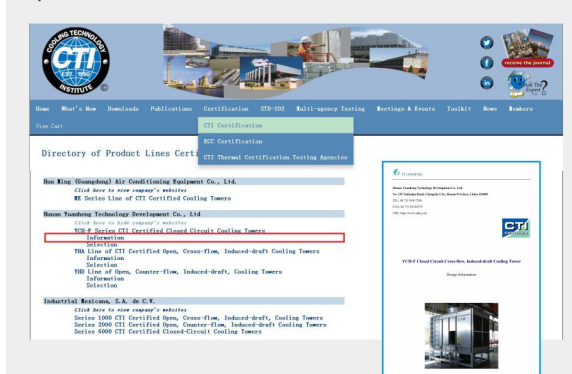 COOLING TECHNOLOGY
CTI
EST. 1950
INSTITUTE
receive the journal
Ask The
Expert
Home What's New Downloads Publications Certification STD-202 Multi-agency Testing Meetings & Events Toolkit News Members
View Cart
CTI Certification
ECC Certification
CTI Thermal Certification Testing Agencies
Directory of Product Lines Certi
Hon Ming (Guangdong) Air Conditioning Equipment Co., Ltd.
Click here to view company's websites
MK Series Line of CTI Certified Cooling Towers
Hunan Yuanheng Technology Development Co., Ltd
Click here to hide company's websites
YCH-F Series CTI Certified Closed Circuit Cooling Towers
Information
Selection
YHA Line of CTI Certified Open, Cross-flow, Induced-draft Cooling Towers
Information
Selection
YHD Line of Open, Counter-flow, Induced-draft, Cooling Towers
Information
Selection
Industrial Mexicana, S.A. de C.V.
Click here to view company's websites
Series 1000 CTI Certified Open, Cross-flow, Induced-draft, Cooling Towers
Series 2000 CTI Certified Open, Counter-flow, Induced-draft Cooling Towers
Series 6000 CTI Certified Closed-Circuit Cooling Towers
Hunan Yuanheng Technology Development Co., Ltd.
CTI
YCH-F Closed Circuit Cross-flow, Induced-draft Cooling Tower
Design Information